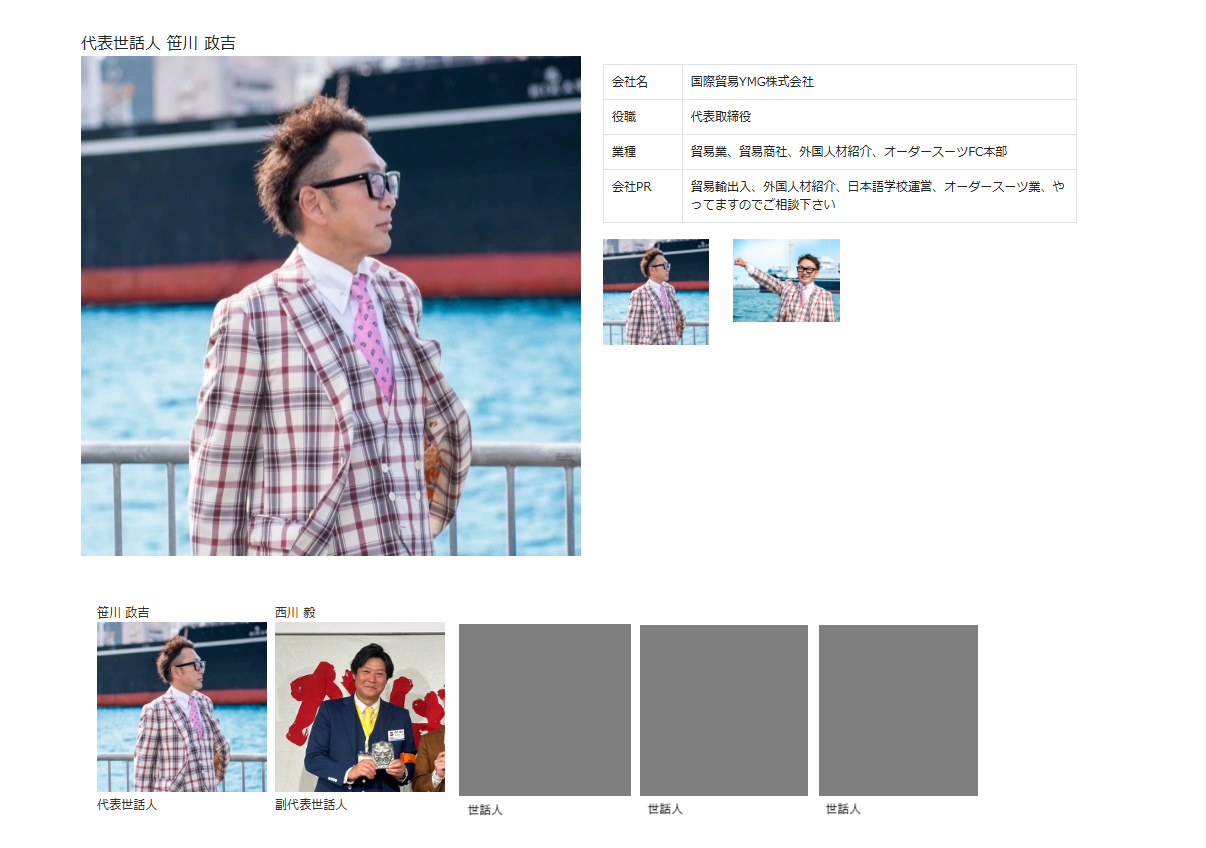 代表世話人 笹川 政吉
会社名
国際貿易YMG株式会社
役職
代表取締役
業種
貿易業、貿易商社、外国人材紹介、オーダースーツFC本部
会社PR
貿易輸出入、外国人材紹介、日本語学校運営、オーダースーツ業、や
ってますのでご相談下さい
笹川 政吉
西川 毅
代表世話人
副代表世話人
世話人
世話人
世話人